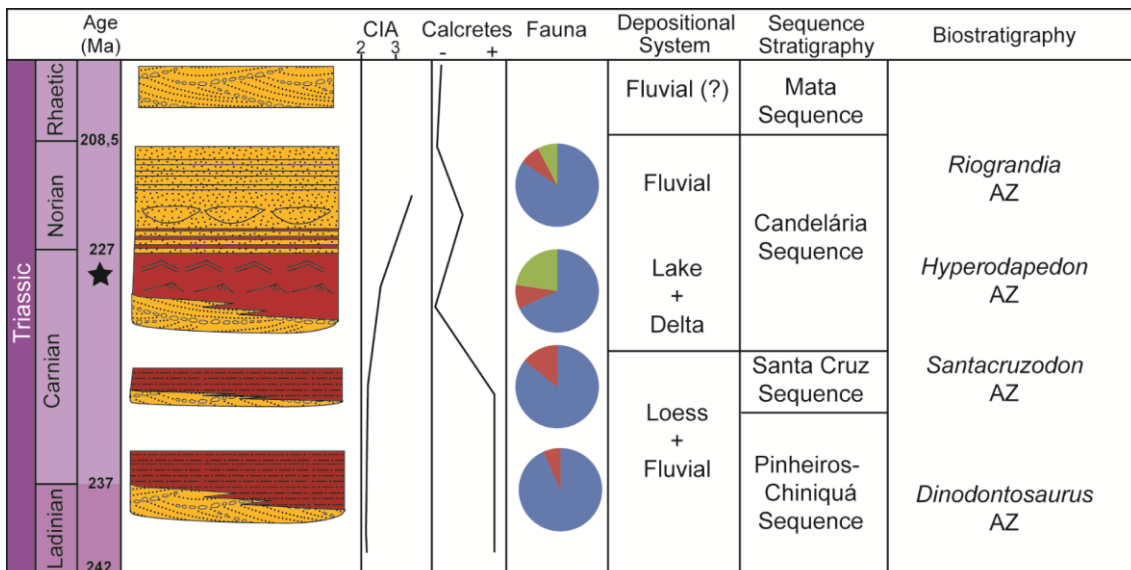 Age
(Ma)
CIA
2 3
Calcretes
- +
Fauna
Depositional
System
Sequence
Stratigraphy
Biostratigraphy
Triassic
Rhaetic
208,5
Norian
227
Carnian
237
Ladinian
242
Fluvial (?)
Fluvial
Lake
+
Delta
Loess
+
Fluvial
Mata
Sequence
Candelária
Sequence
Santa Cruz
Sequence
Pinheiros-
Chiniquá
Sequence
Riograndia
AZ
Hyperodapedon
AZ
Santacruzodon
AZ
Dinodontosaurus
AZ